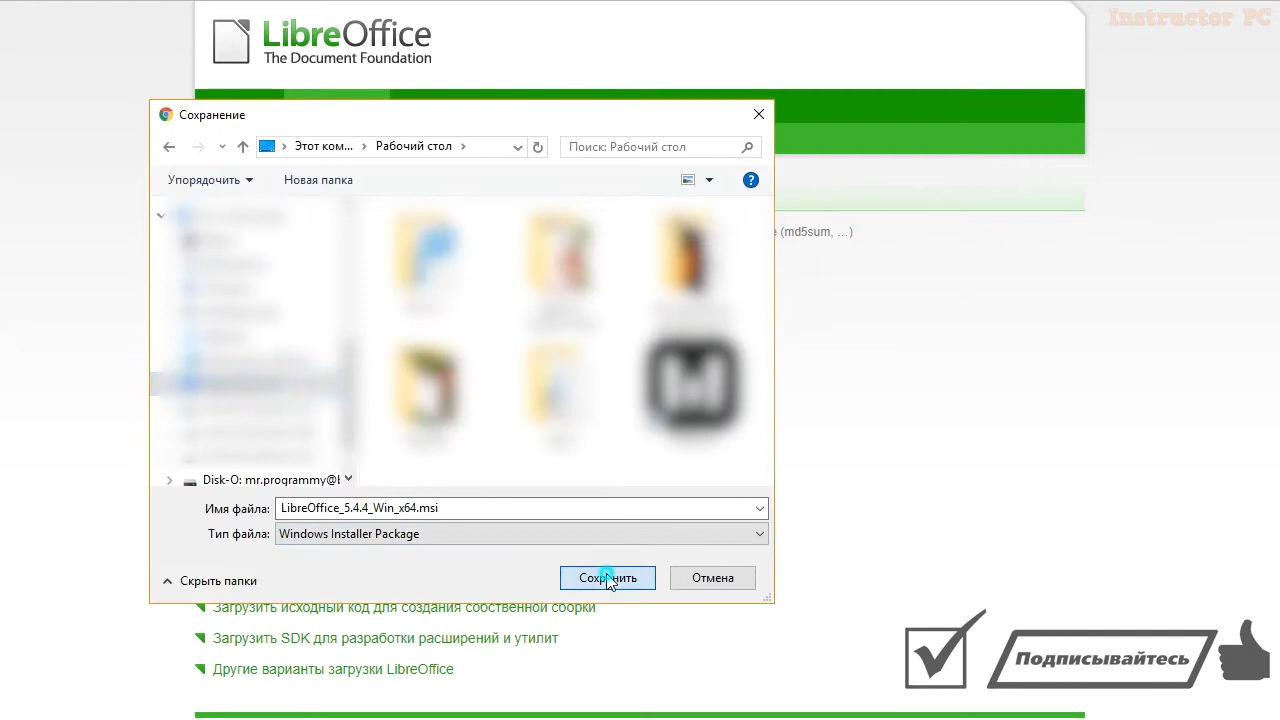 Instructor PC
LibreOffice
The Document Foundation
Сохранение
Этот ком... Рабочий стол
Поиск: Рабочий стол
Упорядочить Новая папка
e (md5sum, …)
Disk-O: mr.programmy@
Имя файла: LibreOffice_5.4.4_Win_x64.msi
Тип файла: Windows Installer Package
Скрыть папки
Сохранить Отмена
Загрузить исходный код для создания собственной сборки
Загрузить SDK для разработки расширений и утилит
Другие варианты загрузки LibreOffice
Подписывайтесь